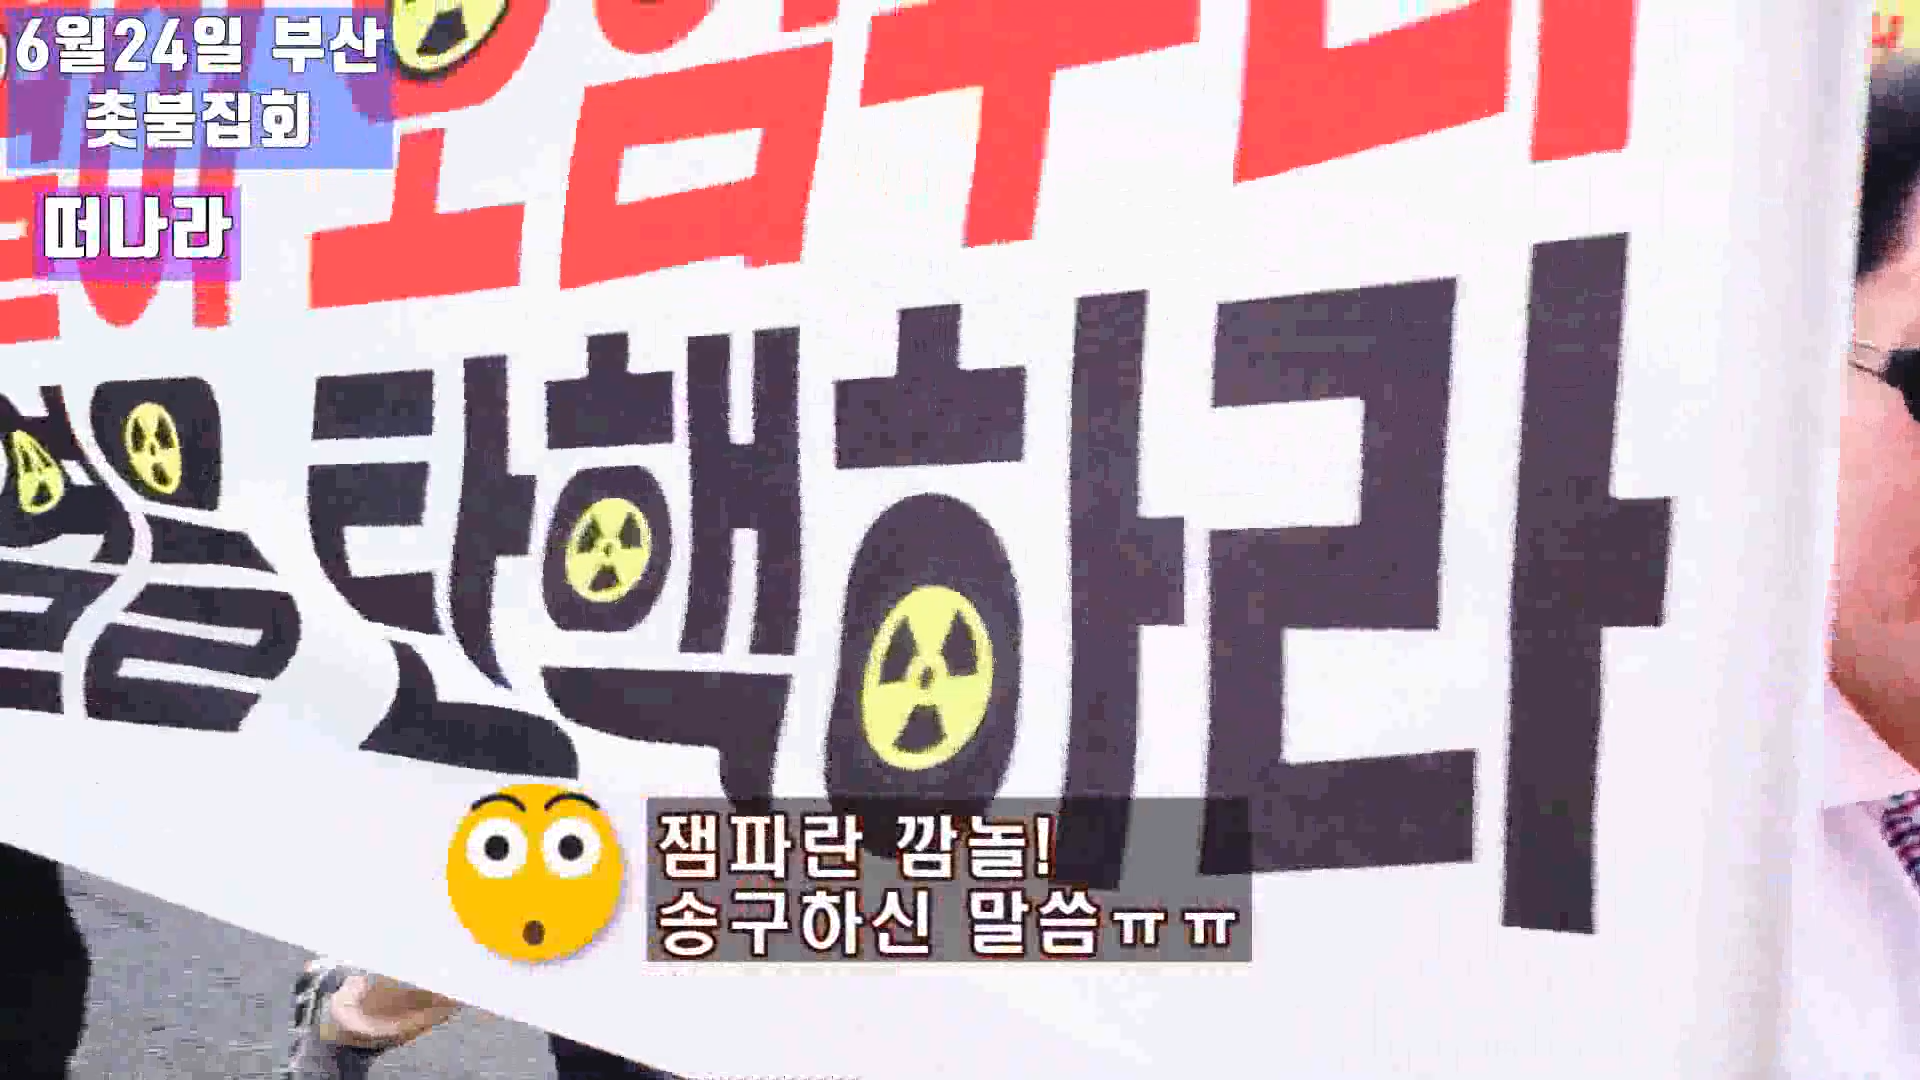 6월24일 부산
촛불집회
떠나라
탄핵하라
잼파란 깜놀!
송구하신 말씀ㅠㅠ